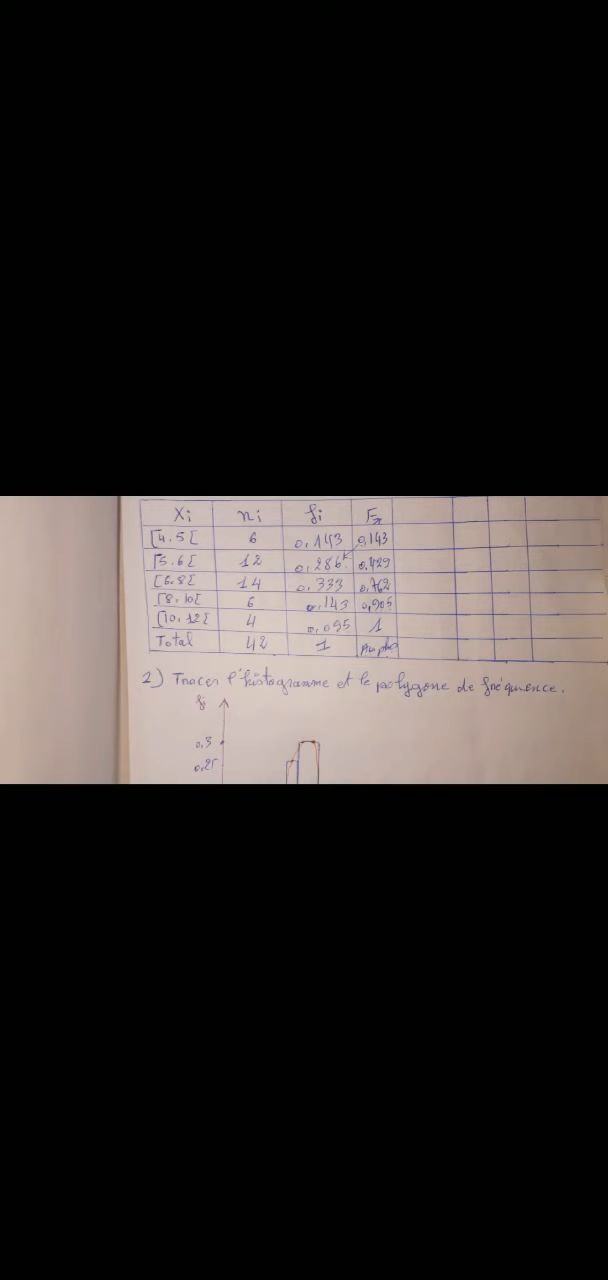 Xi ni fi F↗
[4.5[ 6 0.143 0.143
[5.6[ 12 0.286 0.429
[6.8[ 14 0.333 0.762
[8.10[ 6 0.143 0.905
[10.12[ 4 0.095 1
Total 42 1
2) Tracer l'histogramme et le polygone de fréquence.
fi
0.3
0.25